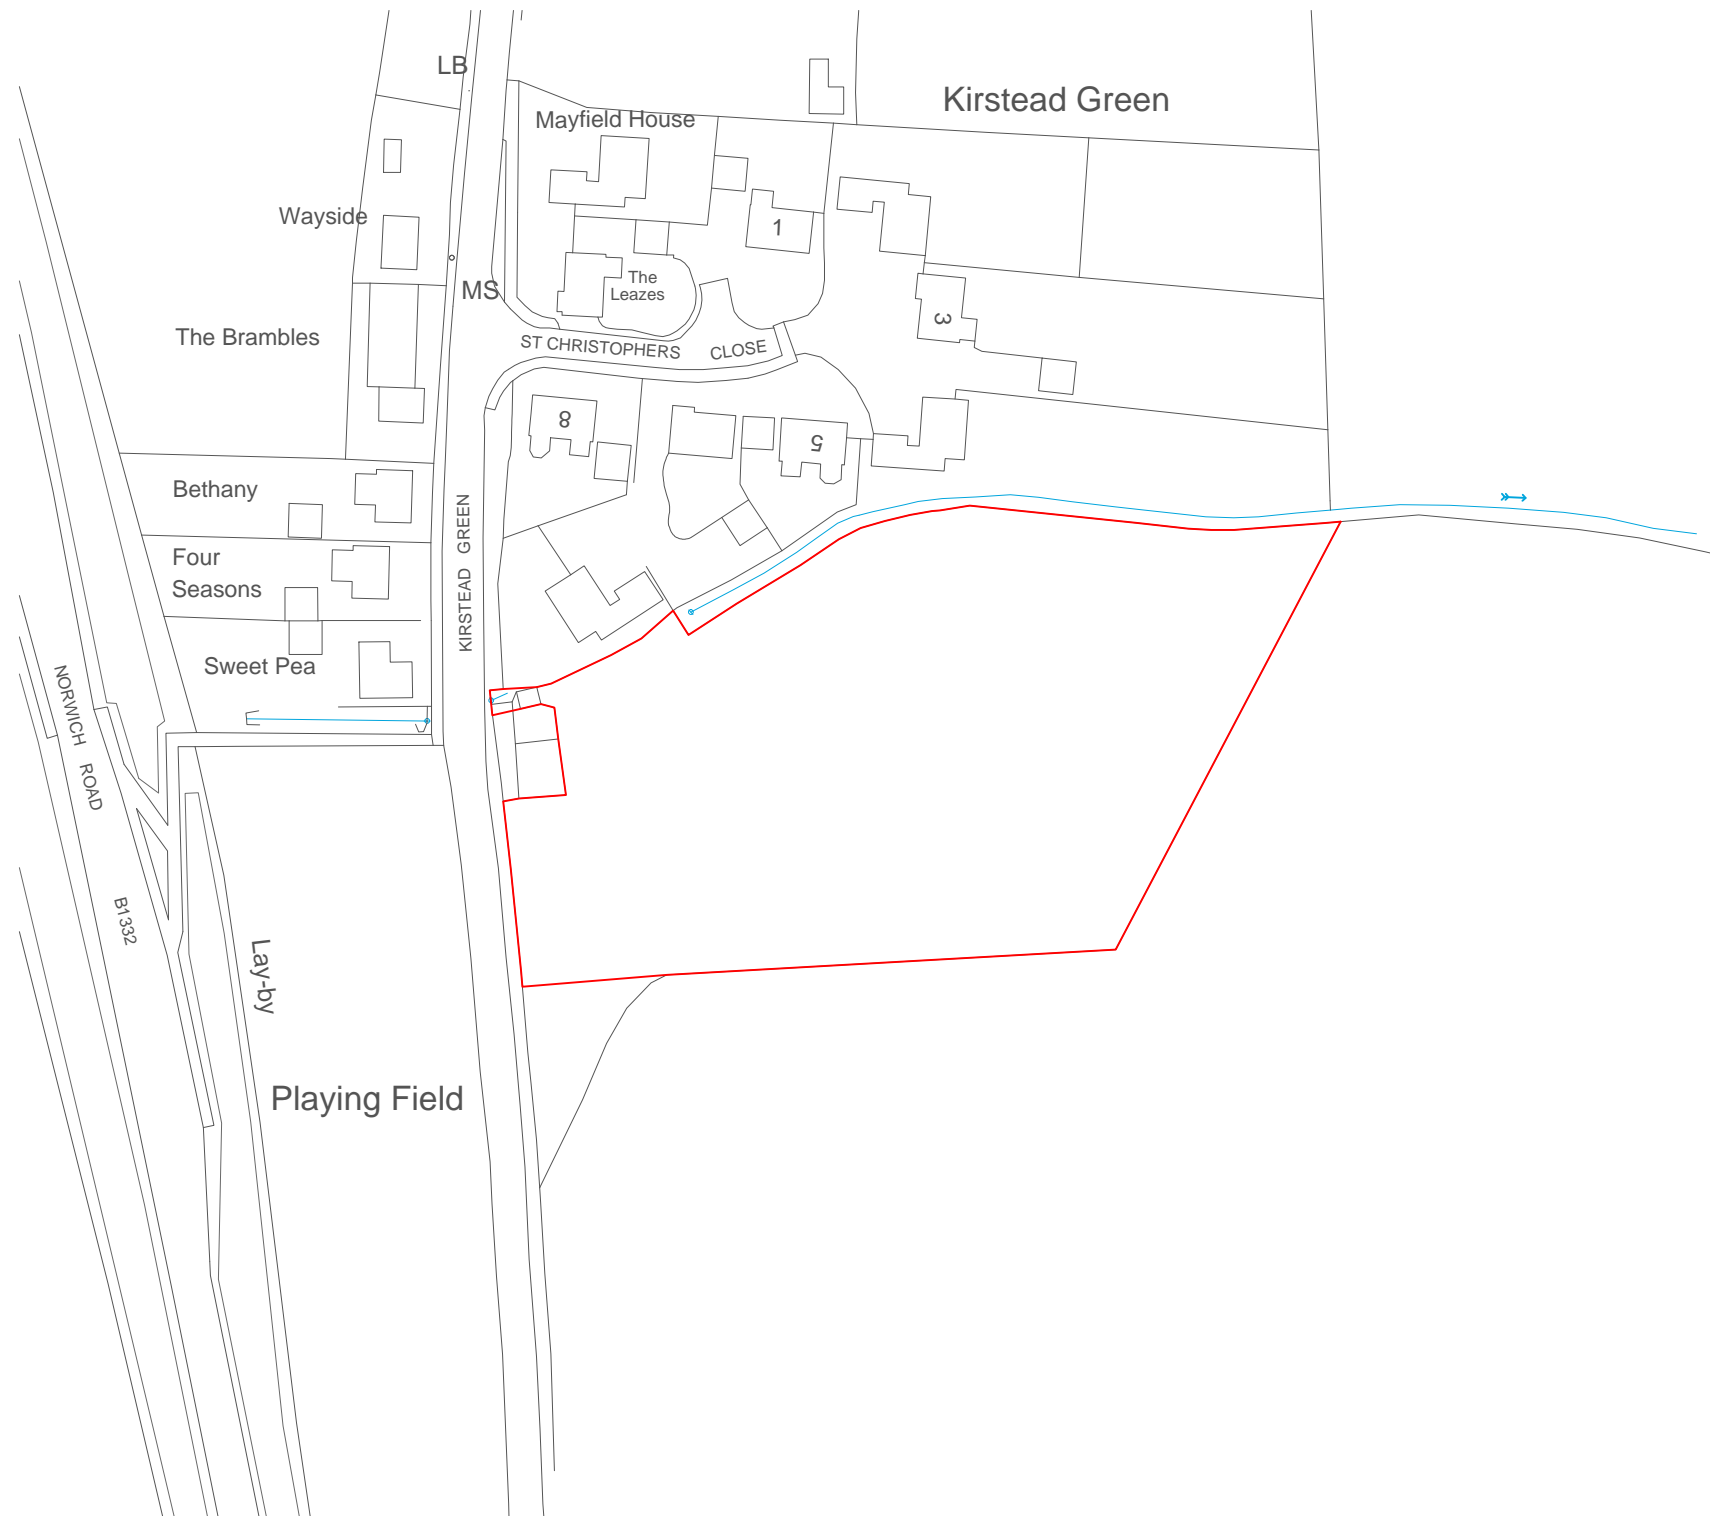 LB
Kirstead Green
Mayfield House
Wayside
1
The
Leazes
MS
3
The Brambles
ST CHRISTOPHERS CLOSE
8
5
Bethany
KIRSTEAD GREEN
Four
Seasons
Sweet Pea
NORWICH ROAD
B1332
Lay-by
Playing Field